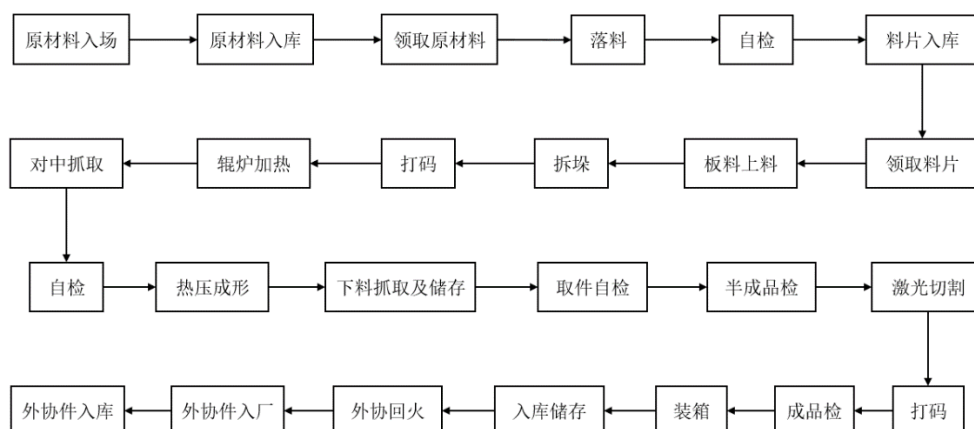 原材料入场
原材料入库
领取原材料
落料
自检
料片入库
领取料片
板料上料
拆垛
打码
辊炉加热
对中抓取
自检
热压成形
下料抓取及储存
取件自检
半成品检
激光切割
打码
成品检
装箱
入库储存
外协回火
外协件入厂
外协件入库